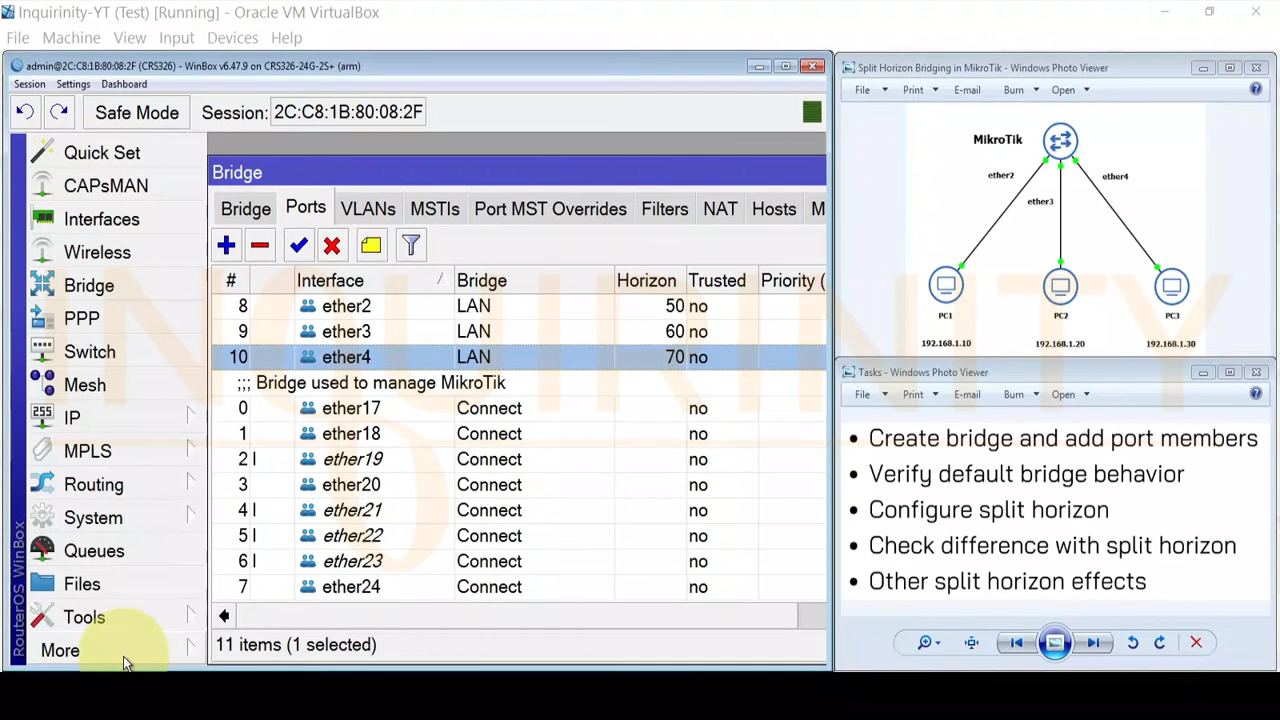 Inquirinity-YT (Test) [Running] - Oracle VM VirtualBox
File Machine View Input Devices Help
admin@2C:C8:1B:80:08:2F (CRS326) - WinBox v6.47.9 on CRS326-24G-2S+ (arm)
Session Settings Dashboard
Safe Mode Session: 2C:C8:1B:80:08:2F
Quick Set
CAPsMAN
Interfaces
Wireless
Bridge
PPP
Switch
Mesh
255 IP
MPLS
Routing
System
Queues
Files
Tools
More
RouterOS WinBox
Bridge
Bridge Ports VLANs MSTIs Port MST Overrides Filters NAT Hosts M
# Interface / Bridge Horizon Trusted Priority (
8 ether2 LAN 50 no
9 ether3 LAN 60 no
10 ether4 LAN 70 no
;;; Bridge used to manage MikroTik
0 ether17 Connect no
1 ether18 Connect no
2 I ether19 Connect no
3 ether20 Connect no
4 I ether21 Connect no
5 I ether22 Connect no
6 I ether23 Connect no
7 ether24 Connect no
11 items (1 selected)
Split Horizon Bridging in MikroTik - Windows Photo Viewer
File Print E-mail Burn Open
MikroTik
ether2
ether3
ether4
PC1 PC2 PC3
192.168.1.10 192.168.1.20 192.168.1.30
Tasks - Windows Photo Viewer
File Print E-mail Burn Open
• Create bridge and add port members
• Verify default bridge behavior
• Configure split horizon
• Check difference with split horizon
• Other split horizon effects
INQUIRINITY